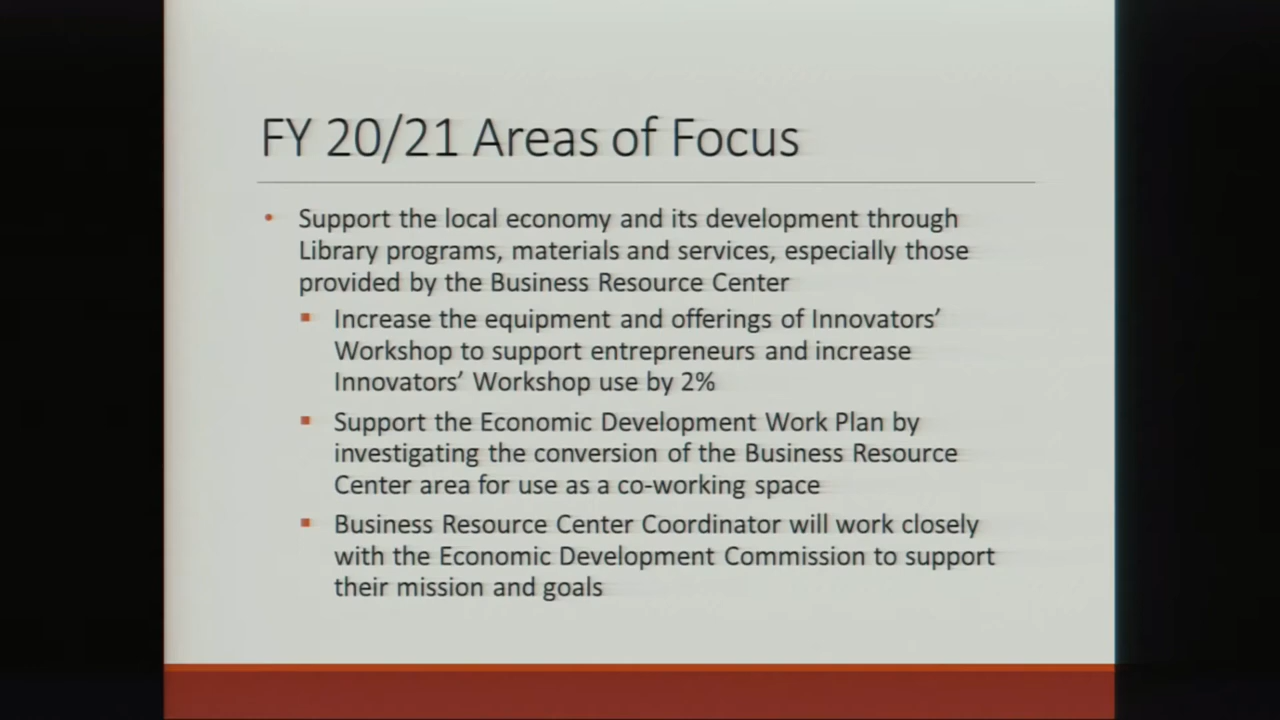 FY 20/21 Areas of Focus
• Support the local economy and its development through
Library programs, materials and services, especially those
provided by the Business Resource Center
▪ Increase the equipment and offerings of Innovators’
Workshop to support entrepreneurs and increase
Innovators’ Workshop use by 2%
▪ Support the Economic Development Work Plan by
investigating the conversion of the Business Resource
Center area for use as a co-working space
▪ Business Resource Center Coordinator will work closely
with the Economic Development Commission to support
their mission and goals